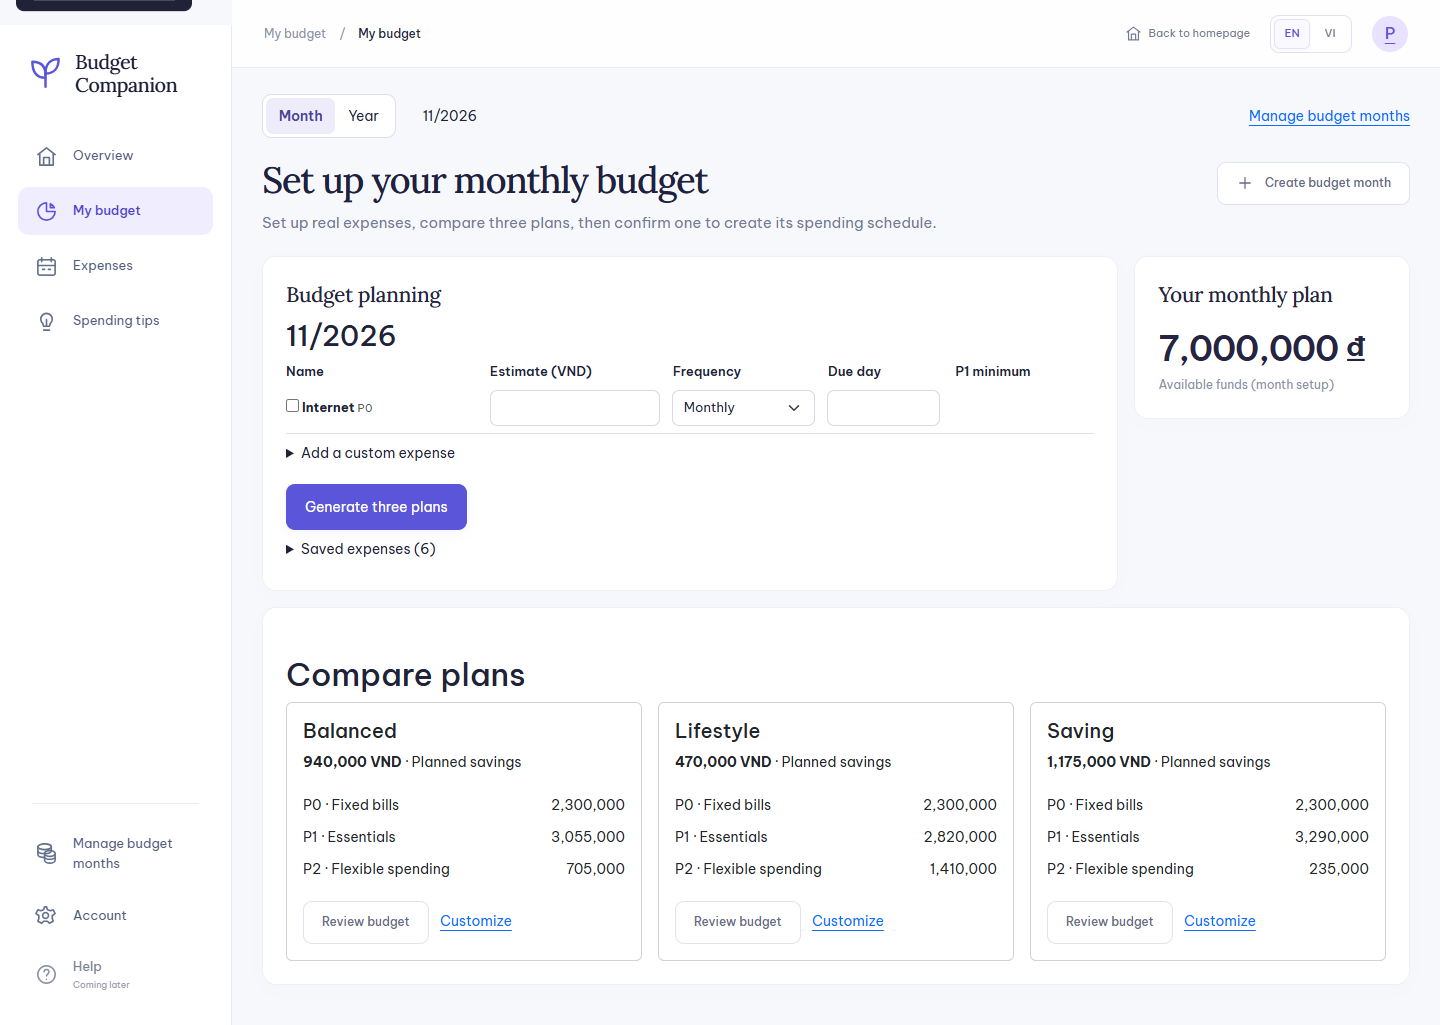 My budget / My budget
Back to homepage
EN VI
P
Budget
Companion
Overview
My budget
Expenses
Spending tips
Manage budget
months
Account
Help
Coming later
Month Year 11/2026
Manage budget months
Set up your monthly budget
Create budget month
Set up real expenses, compare three plans, then confirm one to create its spending schedule.
Budget planning
11/2026
Name Estimate (VND) Frequency Due day P1 minimum
Internet P0 Monthly
Add a custom expense
Generate three plans
Saved expenses (6)
Your monthly plan
7,000,000 ₫
Available funds (month setup)
Compare plans
Balanced
940,000 VND · Planned savings
P0 · Fixed bills 2,300,000
P1 · Essentials 3,055,000
P2 · Flexible spending 705,000
Review budget Customize
Lifestyle
470,000 VND · Planned savings
P0 · Fixed bills 2,300,000
P1 · Essentials 2,820,000
P2 · Flexible spending 1,410,000
Review budget Customize
Saving
1,175,000 VND · Planned savings
P0 · Fixed bills 2,300,000
P1 · Essentials 3,290,000
P2 · Flexible spending 235,000
Review budget Customize